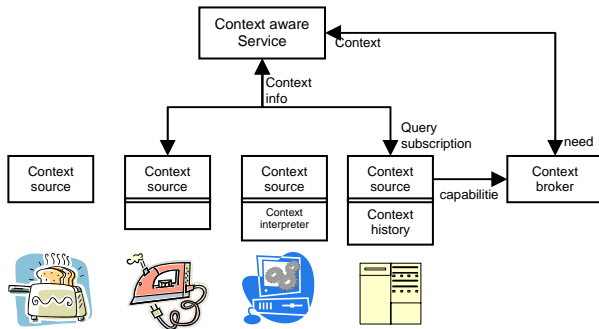 Context aware
Service
Context
Context
info
Query
subscription
need
Context
source
Context
source
Context
source
Context
interpreter
Context
source
Context
history
capabilitie
Context
broker